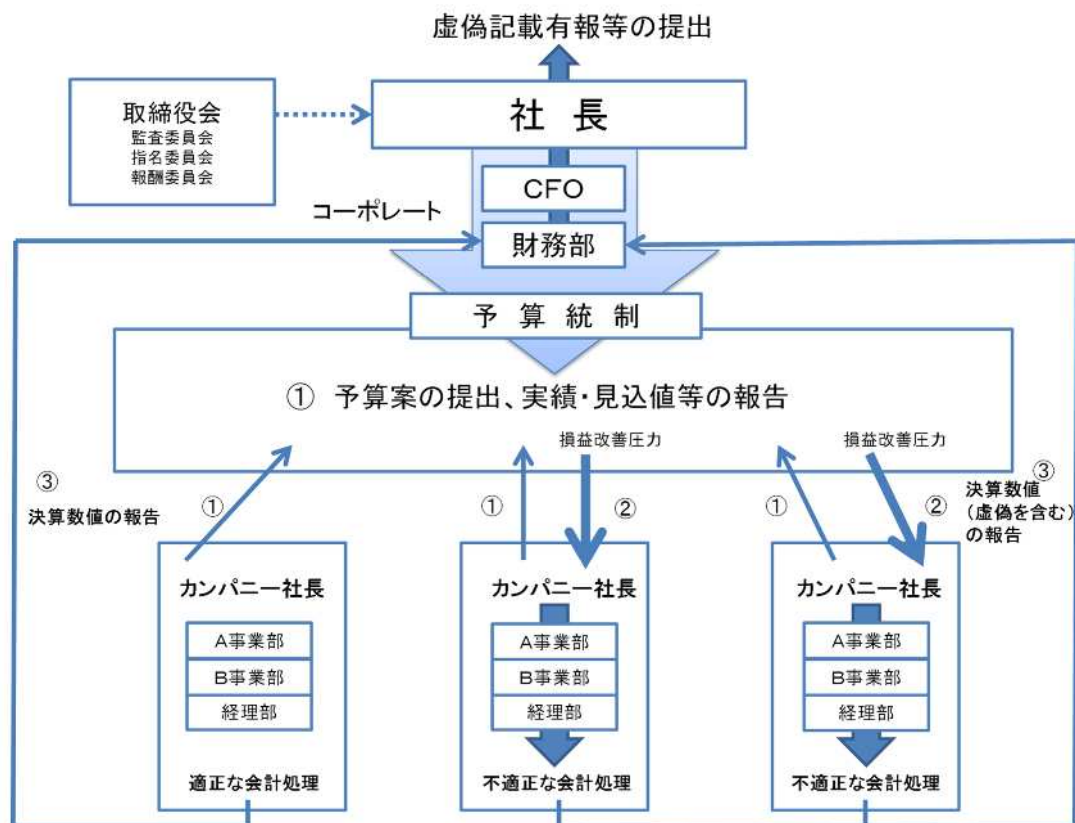 虚偽記載有報等の提出
取締役会
監査委員会
指名委員会
報酬委員会
社 長
CFO
コーポレート
財務部
予 算 統 制
① 予算案の提出、実績・見込値等の報告
損益改善圧力
損益改善圧力
③
決算数値の報告
①
①
②
①
②
③
決算数値
(虚偽を含む)
の報告
カンパニー社長
A事業部
B事業部
経理部
適正な会計処理
カンパニー社長
A事業部
B事業部
経理部
不適正な会計処理
カンパニー社長
A事業部
B事業部
経理部
不適正な会計処理